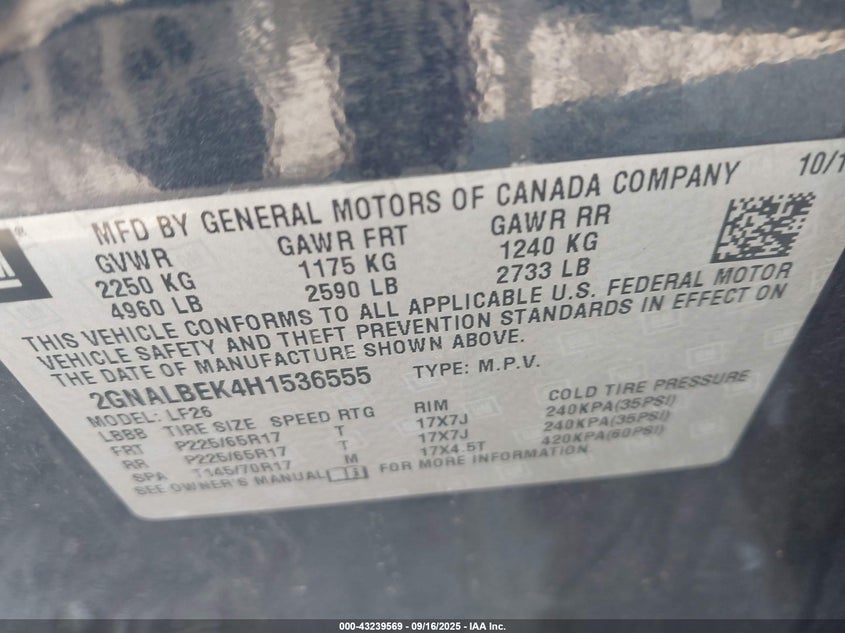 MFD BY GENERAL MOTORS OF CANADA COMPANY 10/1
GVWR GAWR FRT GAWR RR
2250 KG 1175 KG 1240 KG
4960 LB 2590 LB 2733 LB
THIS VEHICLE CONFORMS TO ALL APPLICABLE U.S. FEDERAL MOTOR
VEHICLE SAFETY AND THEFT PREVENTION STANDARDS IN EFFECT ON
THE DATE OF MANUFACTURE SHOWN ABOVE.
2GNALBEK4H1536555 TYPE: M.P.V.
MODEL: LF26
LBBB TIRE SIZE SPEED RTG RIM COLD TIRE PRESSURE
FRT P225/65R17 T 17X7J 240KPA(35PSI)
RR P225/65R17 T 17X7J 240KPA(35PSI)
SPA T145/70R17 M 17X4.5T 420KPA(60PSI)
SEE OWNER'S MANUAL FOR MORE INFORMATION
000-43239569 - 09/16/2025 - IAA Inc.